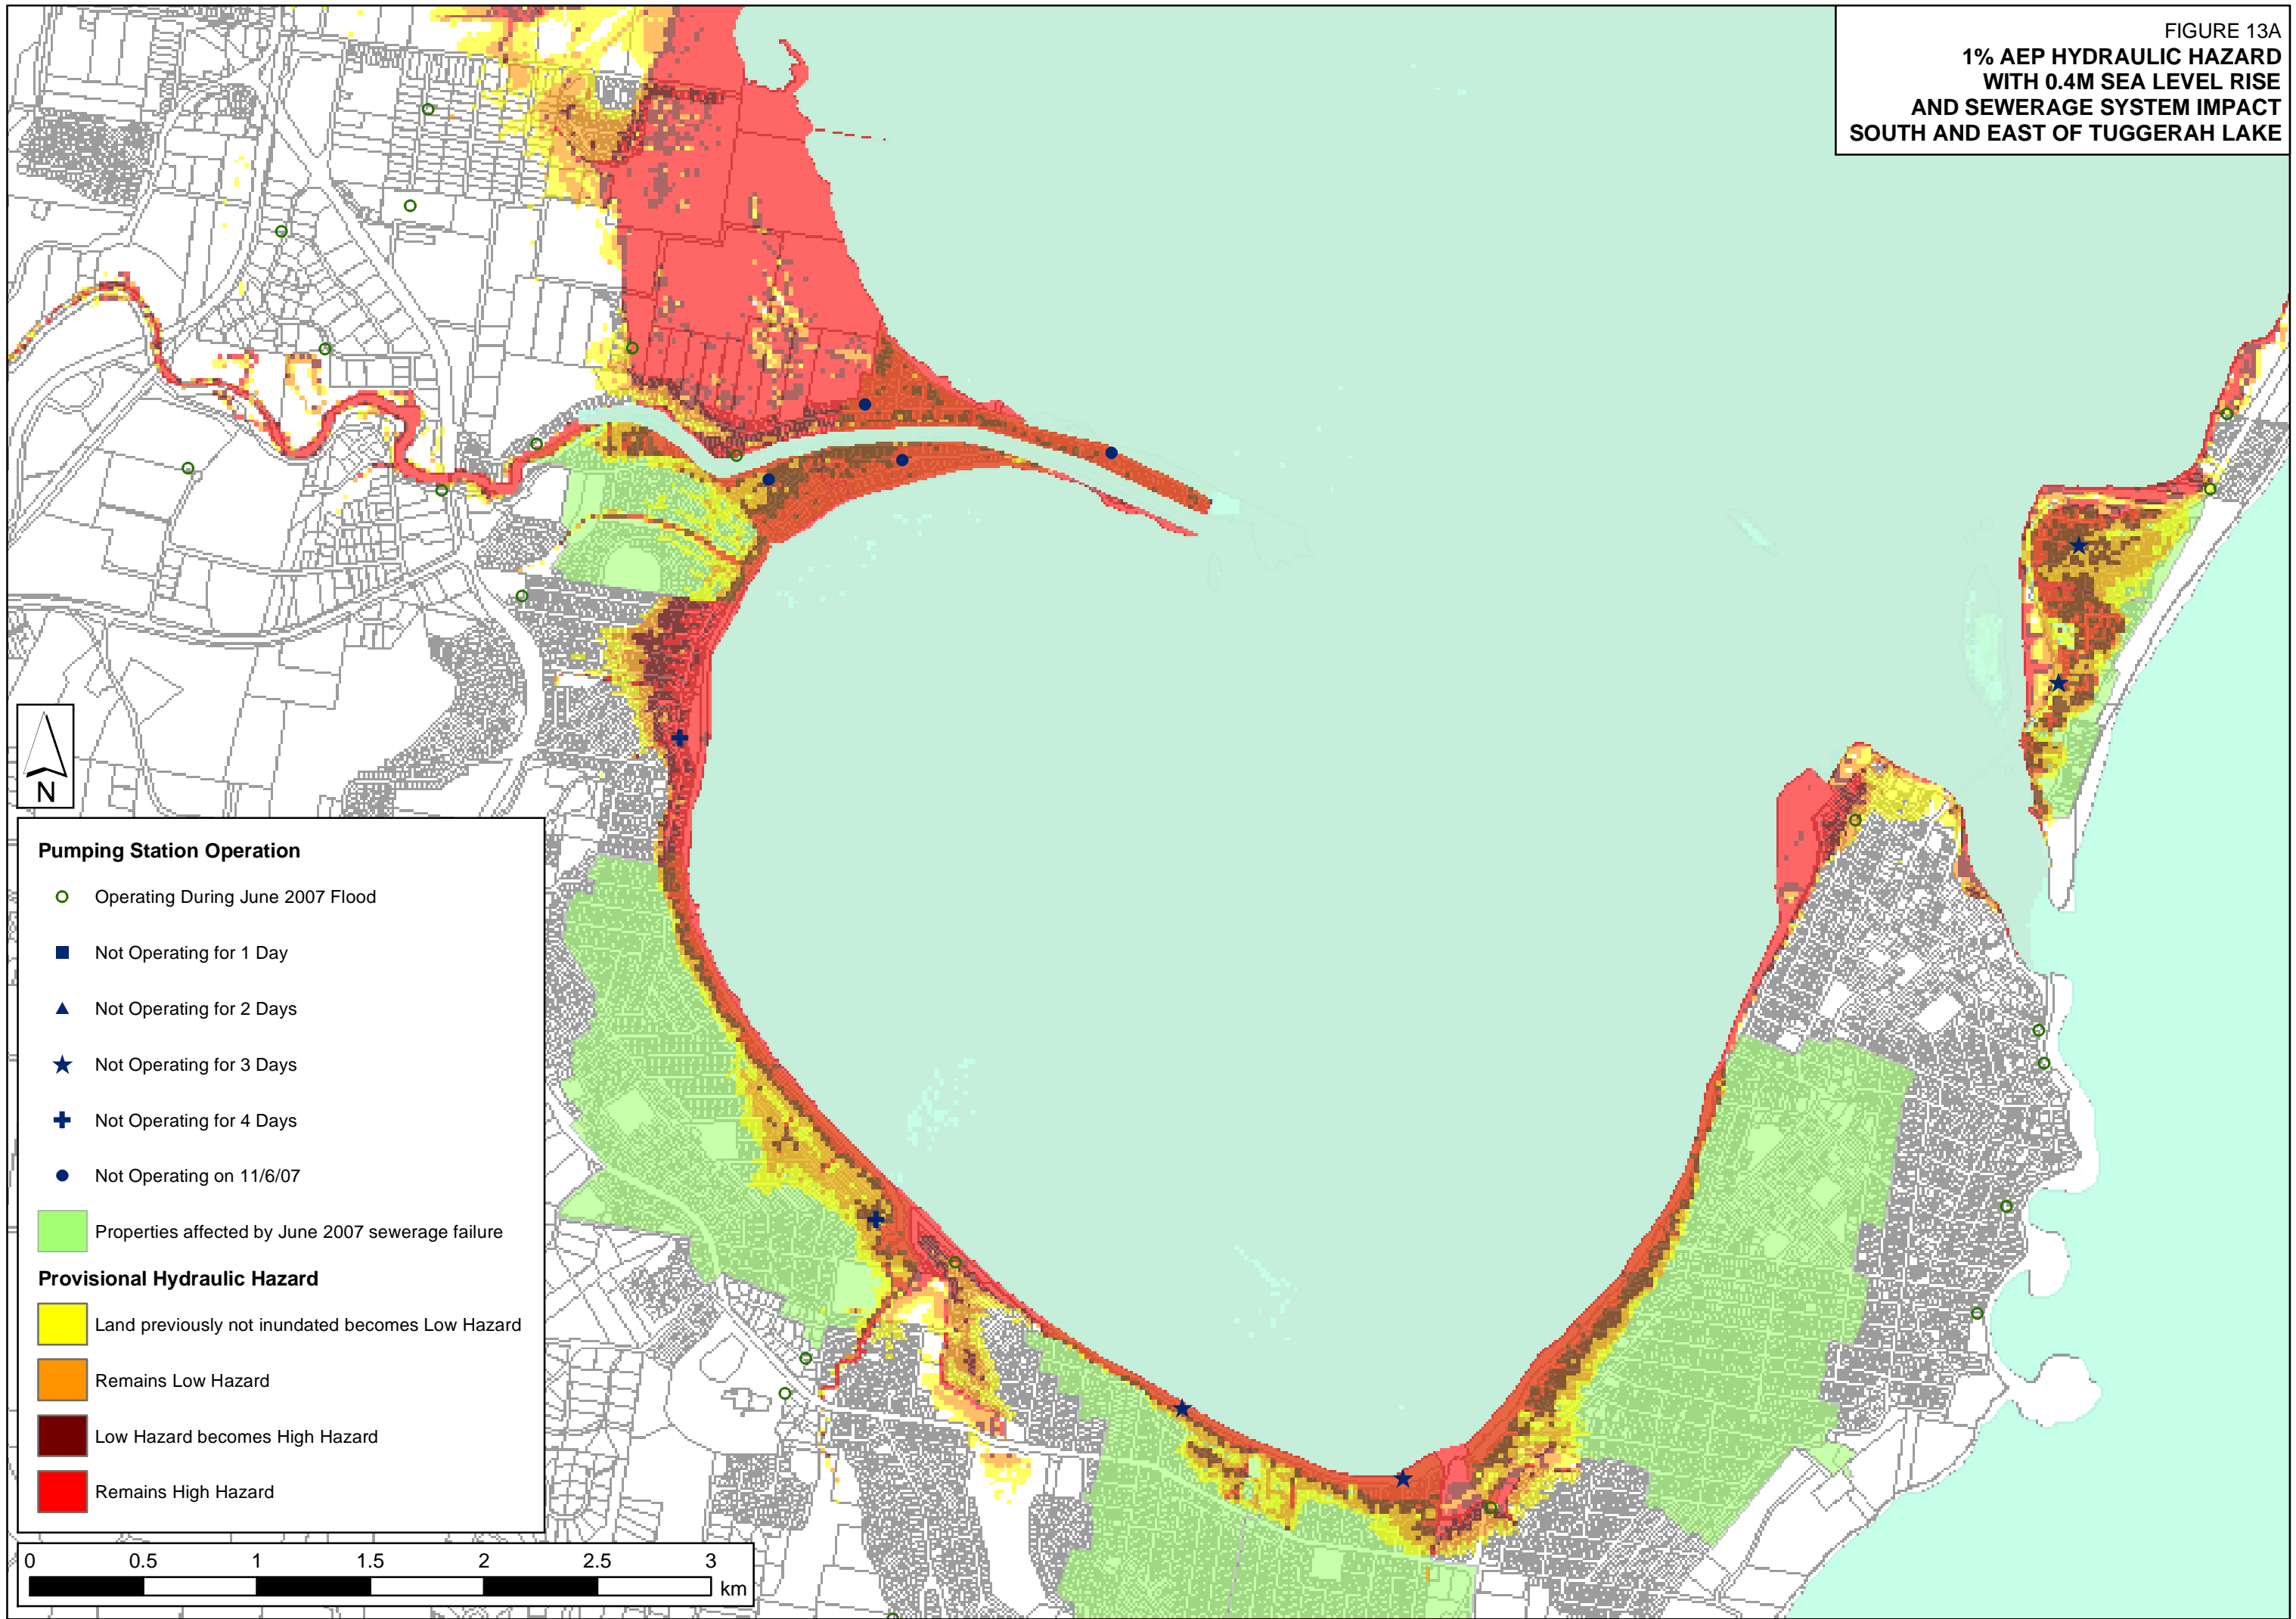 FIGURE 13A
1% AEP HYDRAULIC HAZARD
WITH 0.4M SEA LEVEL RISE
AND SEWERAGE SYSTEM IMPACT
SOUTH AND EAST OF TUGGERAH LAKE
N
Pumping Station Operation
Operating During June 2007 Flood
Not Operating for 1 Day
Not Operating for 2 Days
Not Operating for 3 Days
Not Operating for 4 Days
Not Operating on 11/6/07
Properties affected by June 2007 sewerage failure
Provisional Hydraulic Hazard
Land previously not inundated becomes Low Hazard
Remains Low Hazard
Low Hazard becomes High Hazard
Remains High Hazard
0 0.5 1 1.5 2 2.5 3
km